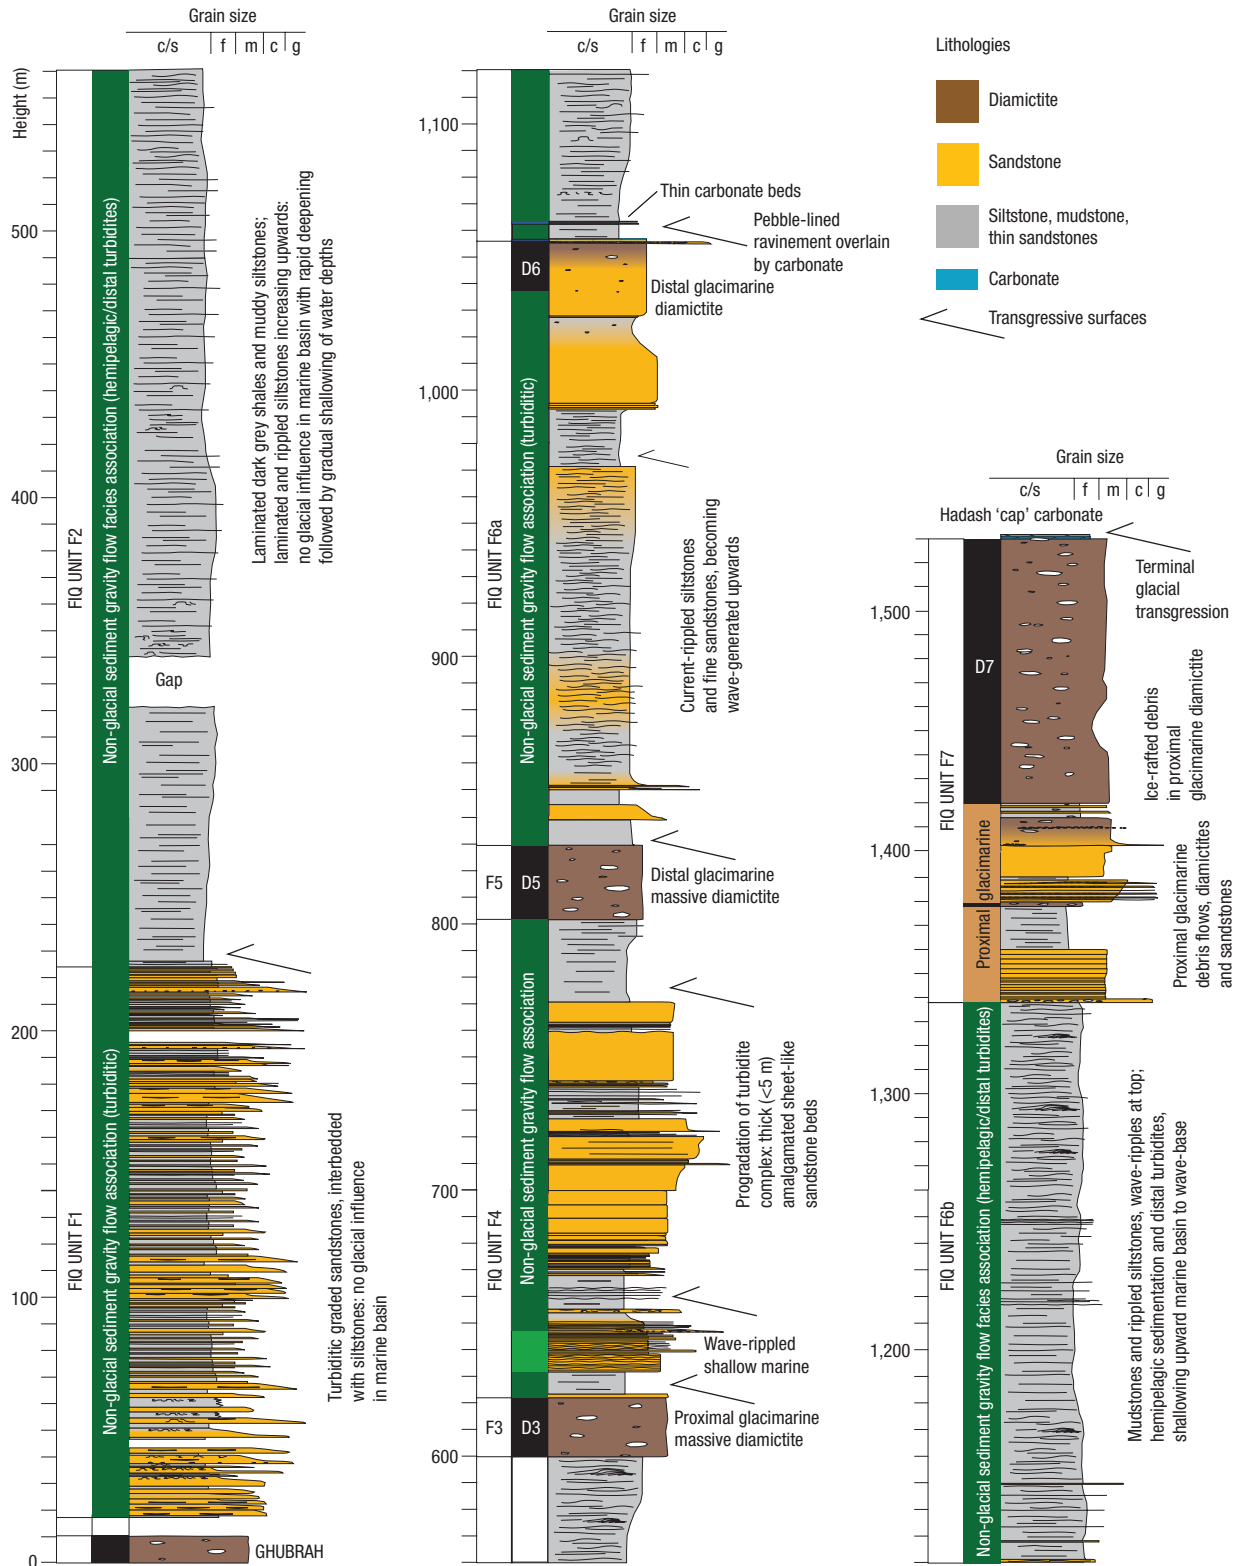 Grain size
c/s f m c g
Height (m)
500
400
300
200
100
0
FIQ UNIT F2
FIQ UNIT F1
Non-glacial sediment gravity flow facies association (hemipelagic/distal turbidites)
Non-glacial sediment gravity flow association (turbiditic)
Gap
GHUBRAH
Laminated dark grey shales and muddy siltstones;
laminated and rippled siltstones increasing upwards:
no glacial influence in marine basin with rapid deepening
followed by gradual shallowing of water depths
Turbiditic graded sandstones, interbedded
with siltstones: no glacial influence
in marine basin
Grain size
c/s f m c g
1,100
1,000
900
800
700
600
FIQ UNIT F6a
F5
FIQ UNIT F4
F3
D6
Non-glacial sediment gravity flow association (turbiditic)
D5
Non-glacial sediment gravity flow association
D3
Thin carbonate beds
Pebble-lined
ravinement overlain
by carbonate
Distal glacimarine
diamictite
Current-rippled siltstones
and fine sandstones, becoming
wave-generated upwards
Distal glacimarine
massive diamictite
Progradation of turbidite
complex: thick (<5 m)
amalgamated sheet-like
sandstone beds
Wave-rippled
shallow marine
Proximal glacimarine
massive diamictite
Lithologies
Diamictite
Sandstone
Siltstone, mudstone,
thin sandstones
Carbonate
Transgressive surfaces
Grain size
c/s f m c g
Hadash ‘cap’ carbonate
1,500
1,400
1,300
1,200
FIQ UNIT F7
FIQ UNIT F6b
D7
Proximal glacimarine
Non-glacial sediment gravity flow facies association (hemipelagic/distal turbidites)
Terminal
glacial
transgression
Ice-rafted debris
in proximal
glacimarine diamictite
Proximal glacimarine
debris flows, diamictites
and sandstones
Mudstones and rippled siltstones, wave-ripples at top;
hemipelagic sedimentation and distal turbidites,
shallowing upward marine basin to wave-base